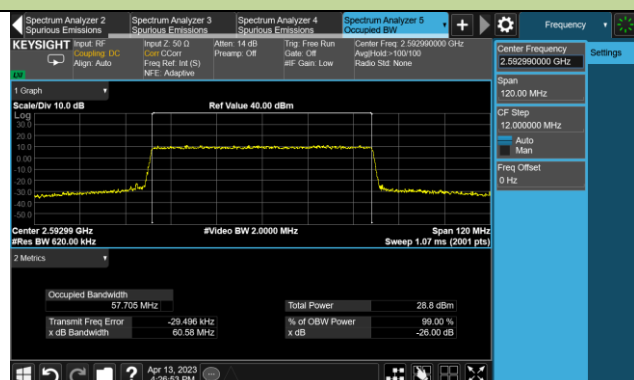 Spectrum Analyzer 2
Spurious Emissions
Spectrum Analyzer 3
Spurious Emissions
Spectrum Analyzer 4
Spurious Emissions
Spectrum Analyzer 5
Occupied BW
Frequency
KEYSIGHT
Input: RF
Coupling: DC
Align: Auto
Input Z: 50 Ω
Corr CCorr
Freq Ref: Int (S)
NFE: Adaptive
Atten: 14 dB
Preamp: Off
Trig: Free Run
Gate: Off
#IF Gain: Low
Center Freq: 2.592990000 GHz
Avg|Hold:>100/100
Radio Std: None
Center Frequency
2.592990000 GHz
Settings
Span
120.00 MHz
CF Step
12.000000 MHz
Auto
Man
Freq Offset
0 Hz
1 Graph
Scale/Div 10.0 dB
Ref Value 40.00 dBm
Log
30.0
20.0
10.0
0.00
-10.0
-20.0
-30.0
-40.0
-50.0
Center 2.59299 GHz
#Video BW 2.0000 MHz
Span 120 MHz
#Res BW 620.00 kHz
Sweep 1.07 ms (2001 pts)
2 Metrics
Occupied Bandwidth
57.705 MHz
Total Power 28.8 dBm
Transmit Freq Error -29.496 kHz
% of OBW Power 99.00 %
x dB Bandwidth 60.58 MHz
x dB -26.00 dB
Apr 13, 2023
4:26:53 PM